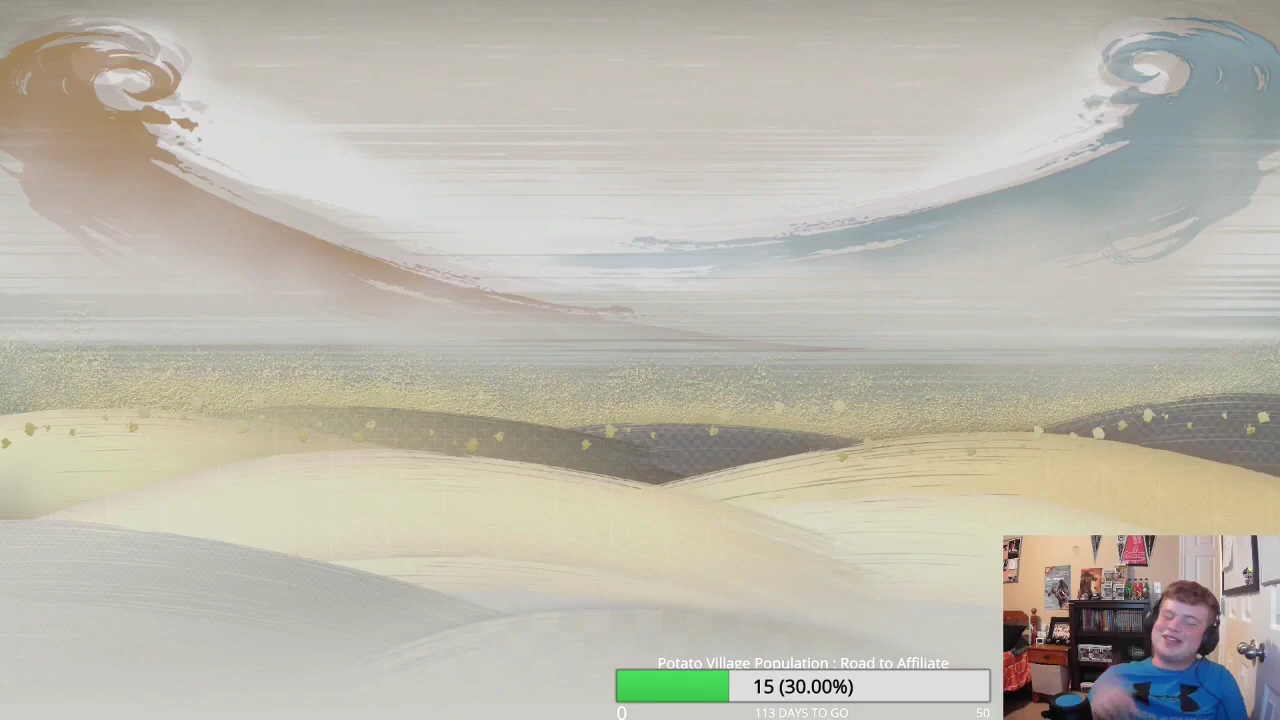 Potato Village Population : Road to Affiliate
15 (30.00%)
0 113 DAYS TO GO 50